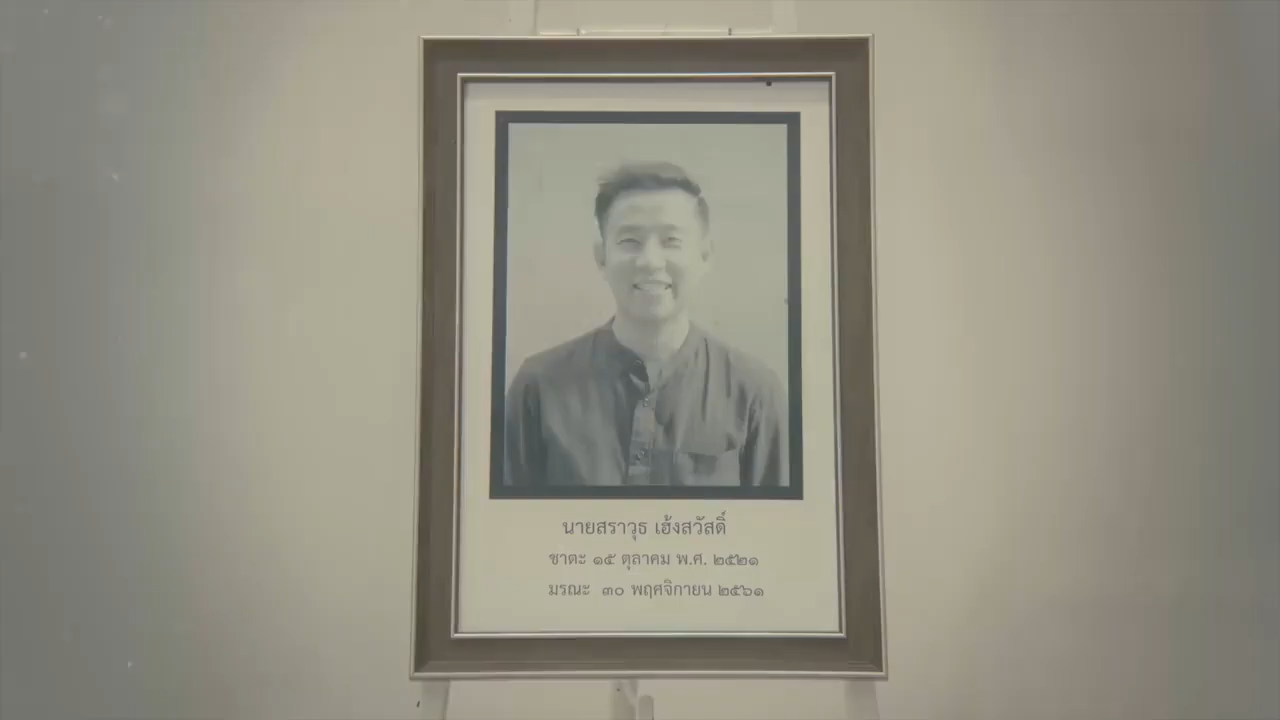 นายสราวุธ เฮ้งสวัสดิ์
ชาตะ ๑๕ ตุลาคม พ.ศ. ๒๕๒๑
มรณะ ๓๐ พฤศจิกายน ๒๕๖๑